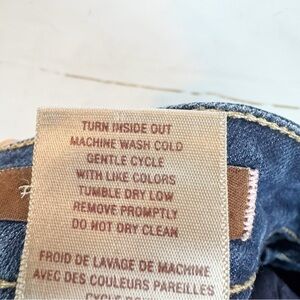 TURN INSIDE OUT
MACHINE WASH COLD
GENTLE CYCLE
WITH LIKE COLORS
TUMBLE DRY LOW
REMOVE PROMPTLY
DO NOT DRY CLEAN
FROID DE LAVAGE DE MACHINE
AVEC DES COULEURS PAREILLES
CYCLE